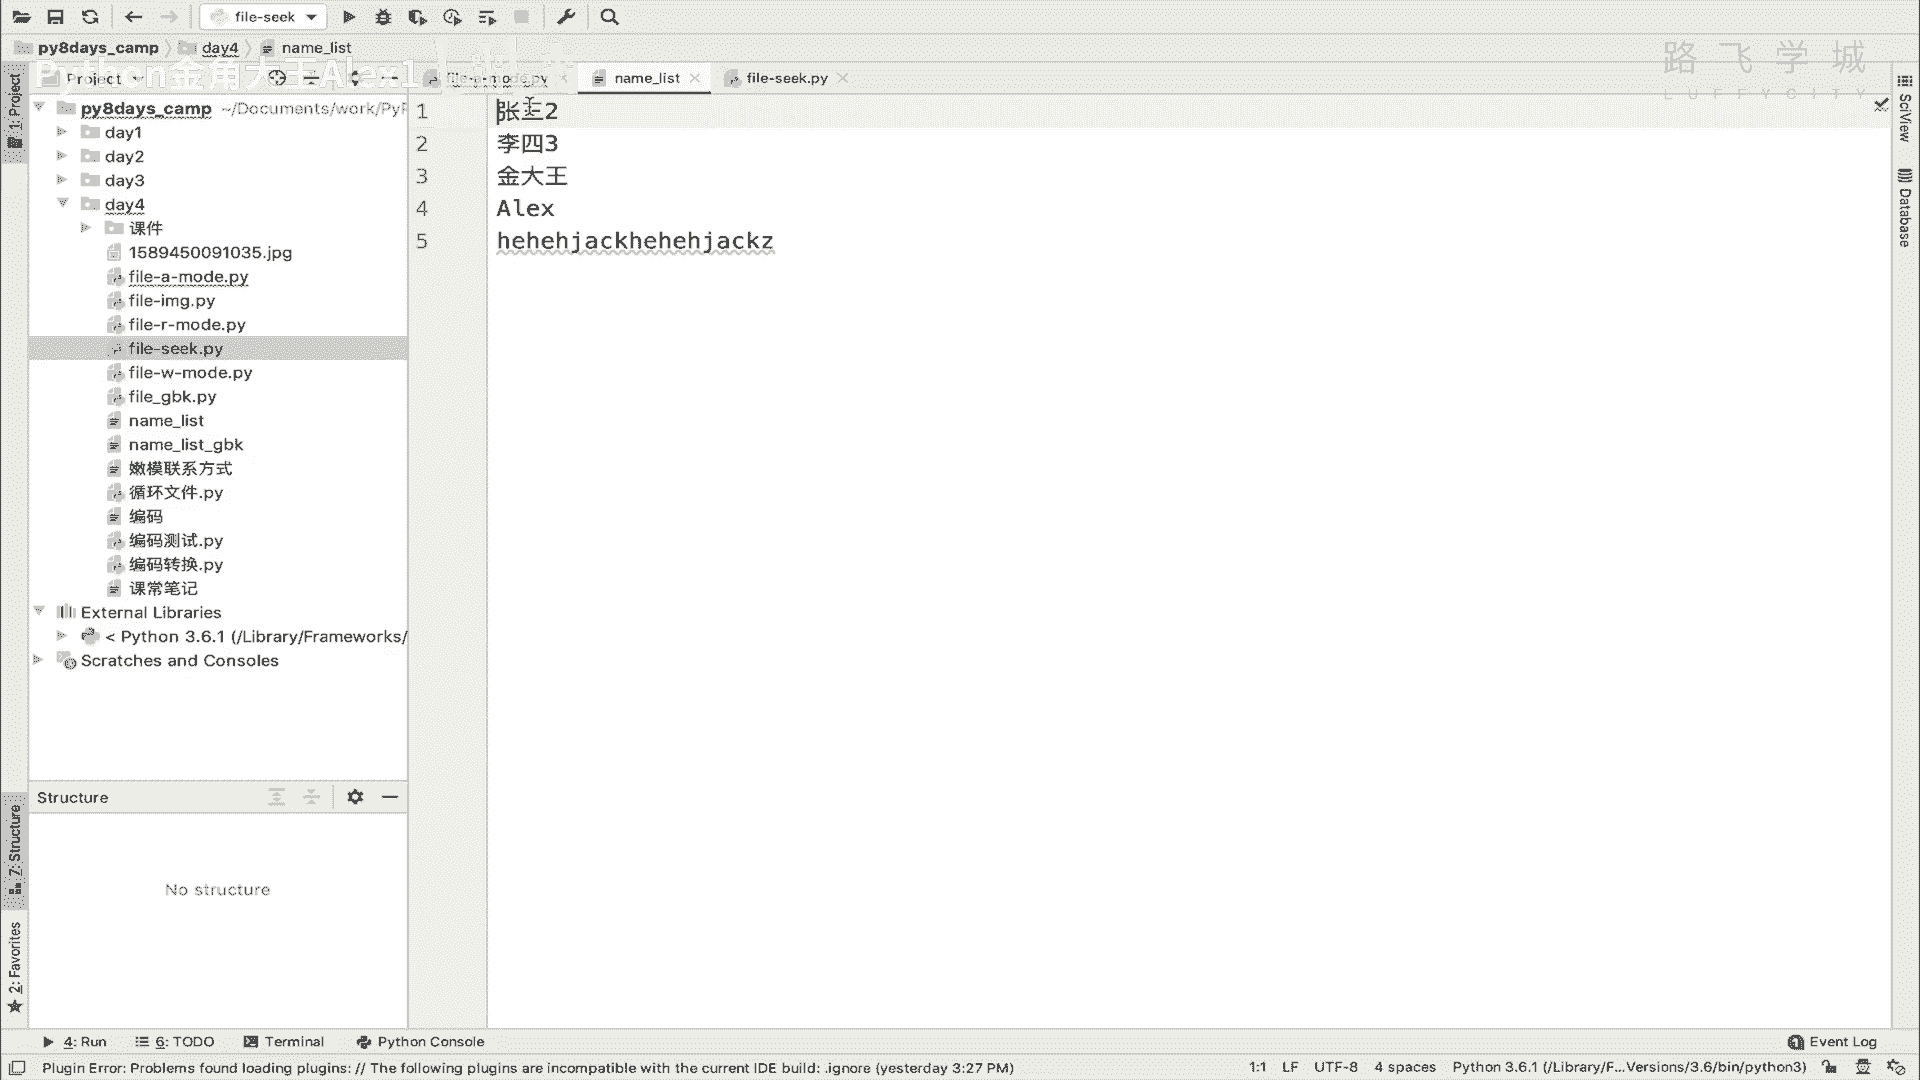 file-seek
py8days_camp day4 name_list
Python金角大王Alex1
路飞学城
LUFFYCITY
Project
file-a-mode.py
name_list
file-seek.py
1: Project
py8days_camp ~/Documents/work/PyP
day1
day2
day3
day4
课件
1589450091035.jpg
file-a-mode.py
file-img.py
file-r-mode.py
file-seek.py
file-w-mode.py
file_gbk.py
name_list
name_list_gbk
嫩模联系方式
循环文件.py
编码
编码测试.py
编码转换.py
课常笔记
External Libraries
< Python 3.6.1 (/Library/Frameworks/
Scratches and Consoles
1 张三2
2 李四3
3 金大王
4 Alex
5 hehehjackhehehjackz
SciView
Database
Structure
No structure
7: Structure
2: Favorites
4: Run
6: TODO
Terminal
Python Console
Event Log
Plugin Error: Problems found loading plugins: // The following plugins are incompatible with the current IDE build: .ignore (yesterday 3:27 PM)
1:1 LF UTF-8 4 spaces Python 3.6.1 (/Library/F...Versions/3.6/bin/python3)